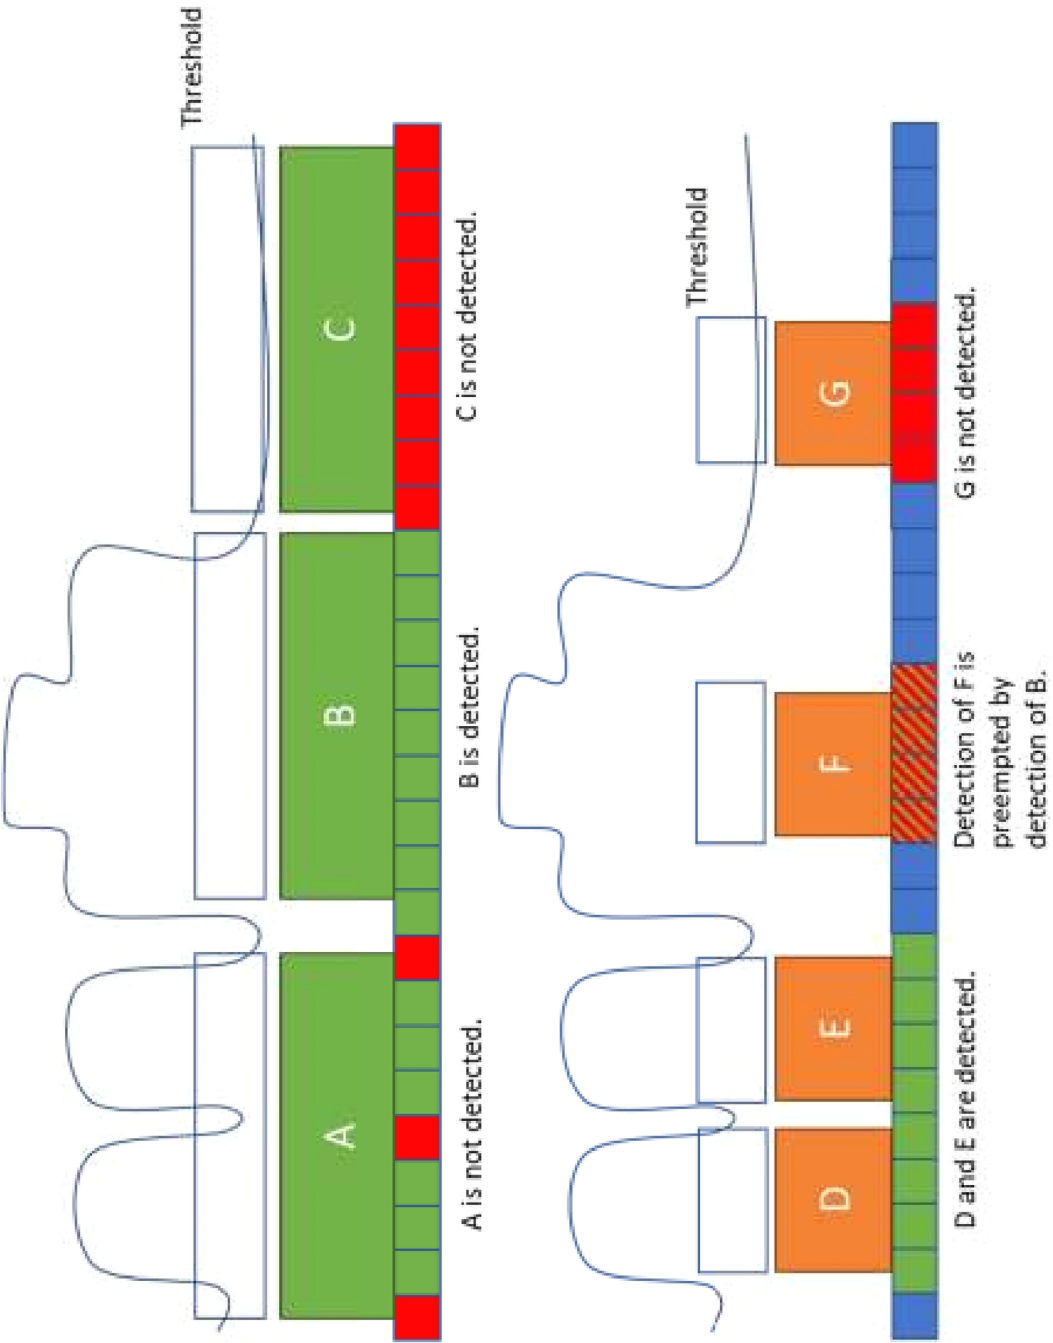 Threshold
A
B
C
A is not detected.
B is detected.
C is not detected.
Threshold
D
E
F
G
D and E are detected.
Detection of F is
preempted by
detection of B.
G is not detected.